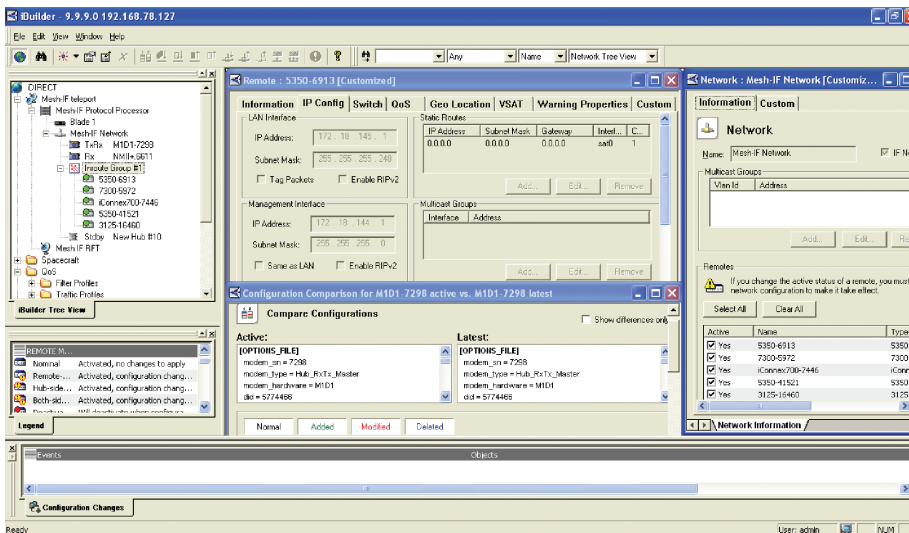 iBuilder - 9.9.9.0 192.168.78.127
File Edit View Window Help
Any Name Network Tree View
DIRECT
Mesh-IF teleport
Mesh-IF Protocol Processor
Blade 1
Mesh-IF Network
TxRx M1D1-7298
Rx NMII+.6611
Inroute Group #1
5350-6913
7300-5972
iConnex700-7446
5350-41521
3125-16460
Stdby New Hub #10
Mesh IF RFT
Spacecraft
QoS
Filter Profiles
Traffic Profiles
iBuilder Tree View
REMOTE M...
Nominal Activated, no changes to apply
Remote-... Activated, configuration chang...
Hub-side... Activated, configuration chang...
Both-sid... Activated, configuration chang...
Legend
Remote : 5350-6913 [Customized]
Information IP Config Switch QoS Geo Location VSAT Warning Properties Custom
LAN Interface
IP Address: 172 . 18 . 145 . 1
Subnet Mask: 255 . 255 . 255 . 248
Tag Packets Enable RIPv2
Management Interface
IP Address: 172 . 18 . 144 . 1
Subnet Mask: 255 . 255 . 255 . 0
Same as LAN Enable RIPv2
Static Routes
IP Address Subnet Mask Gateway Interf... C...
0.0.0.0 0.0.0.0 0.0.0.0 sat0 1
Add... Edit... Remove
Multicast Groups
Interface Address
Add... Edit... Remove
Configuration Comparison for M1D1-7298 active vs. M1D1-7298 latest
Compare Configurations
Show differences only
Active:
[OPTIONS_FILE]
modem_sn = 7298
modem_type = Hub_RxTx_Master
modem_hardware = M1D1
did = 5774466
Latest:
[OPTIONS_FILE]
modem_sn = 7298
modem_type = Hub_RxTx_Master
modem_hardware = M1D1
did = 5774466
Normal Added Modified Deleted
Network : Mesh-IF Network [Customiz...
Information Custom
Network
Name: Mesh-IF Network IF N
Multicast Groups
Vlan Id Address
Add... Edit... Re
Remotes
If you change the active status of a remote, you must
network configuration to make it take effect.
Select All Clear All
Active Name Type
Yes 5350-6913 5350
Yes 7300-5972 7300
Yes iConnex700-7446 iConn
Yes 5350-41521 5350
Yes 3125-16460 3125
Network Information
Events Objects
Configuration Changes
Ready User: admin NUM